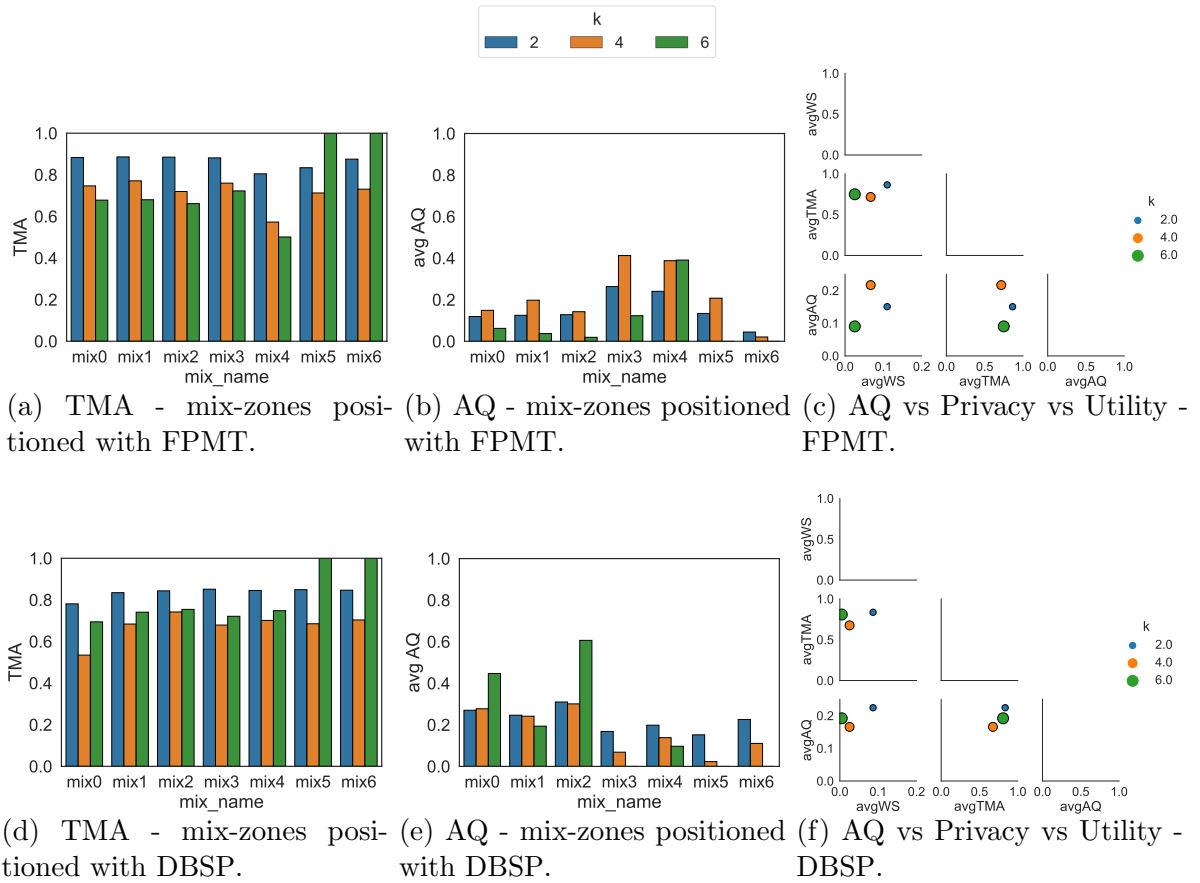 k
2 4 6
1.0
0.8
0.6
0.4
0.2
0.0
TMA
mix0 mix1 mix2 mix3 mix4 mix5 mix6
mix_name
(a) TMA - mix-zones posi-
tioned with FPMT.
1.0
0.8
0.6
0.4
0.2
0.0
avg AQ
mix0 mix1 mix2 mix3 mix4 mix5 mix6
mix_name
(b) AQ - mix-zones positioned
with FPMT.
1.0
0.5
0.0
avgWS
1.0
0.5
0.0
avgTMA
0.2
0.1
0.0
avgAQ
0.0 0.1 0.2
avgWS
0.0 0.5 1.0
avgTMA
0.0 0.5 1.0
avgAQ
k
2.0
4.0
6.0
(c) AQ vs Privacy vs Utility -
FPMT.
1.0
0.8
0.6
0.4
0.2
0.0
TMA
mix0 mix1 mix2 mix3 mix4 mix5 mix6
mix_name
(d) TMA - mix-zones posi-
tioned with DBSP.
1.0
0.8
0.6
0.4
0.2
0.0
avg AQ
mix0 mix1 mix2 mix3 mix4 mix5 mix6
mix_name
(e) AQ - mix-zones positioned
with DBSP.
1.0
0.5
0.0
avgWS
1.0
0.5
0.0
avgTMA
0.2
0.1
0.0
avgAQ
0.0 0.1 0.2
avgWS
0.0 0.5 1.0
avgTMA
0.0 0.5 1.0
avgAQ
k
2.0
4.0
6.0
(f) AQ vs Privacy vs Utility -
DBSP.